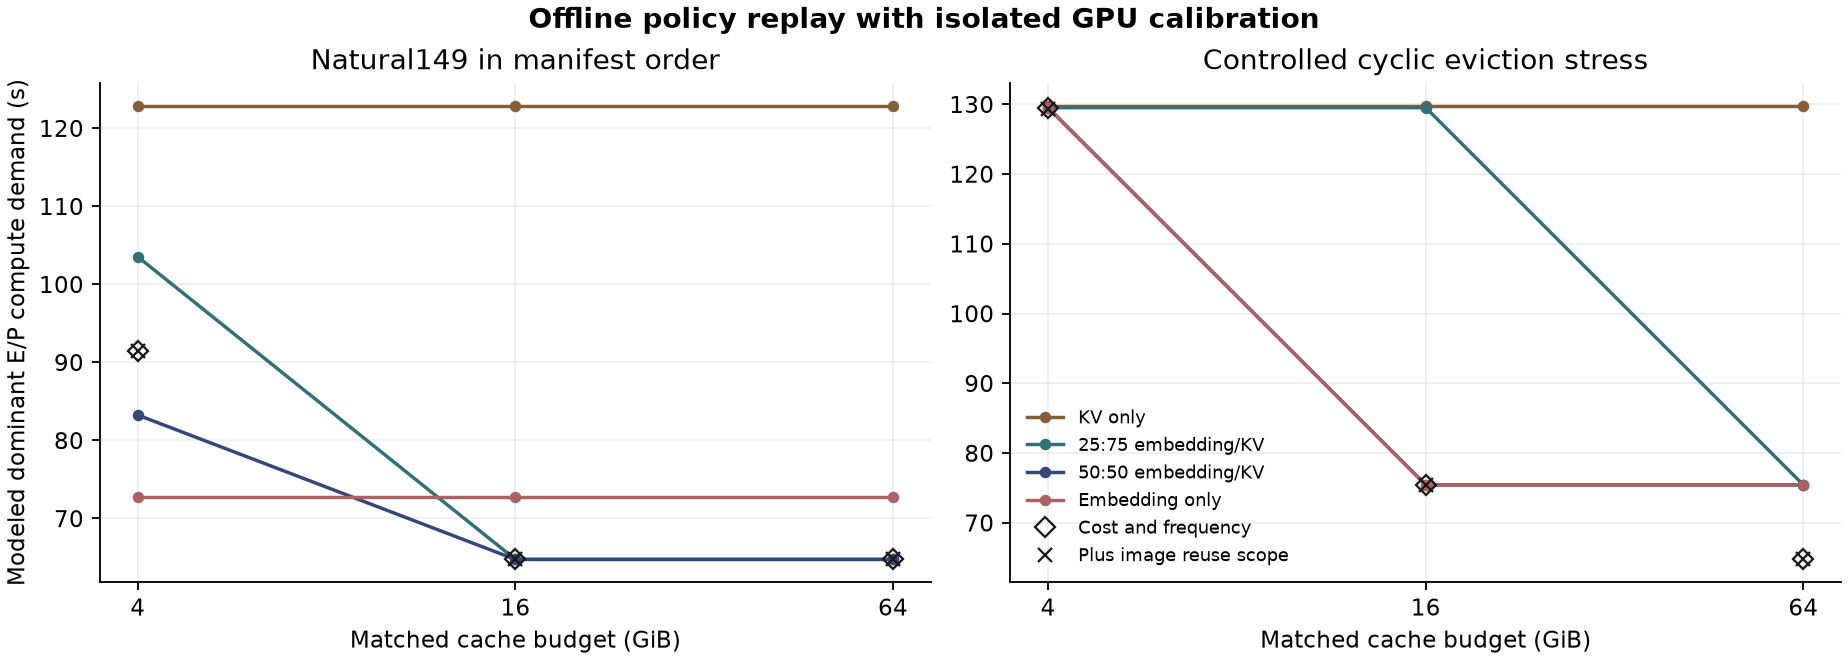 Offline policy replay with isolated GPU calibration
Natural149 in manifest order
Modeled dominant E/P compute demand (s)
120
110
100
90
80
70
4
16
64
Matched cache budget (GiB)
Controlled cyclic eviction stress
130
120
110
100
90
80
70
KV only
25:75 embedding/KV
50:50 embedding/KV
Embedding only
Cost and frequency
Plus image reuse scope
4
16
64
Matched cache budget (GiB)